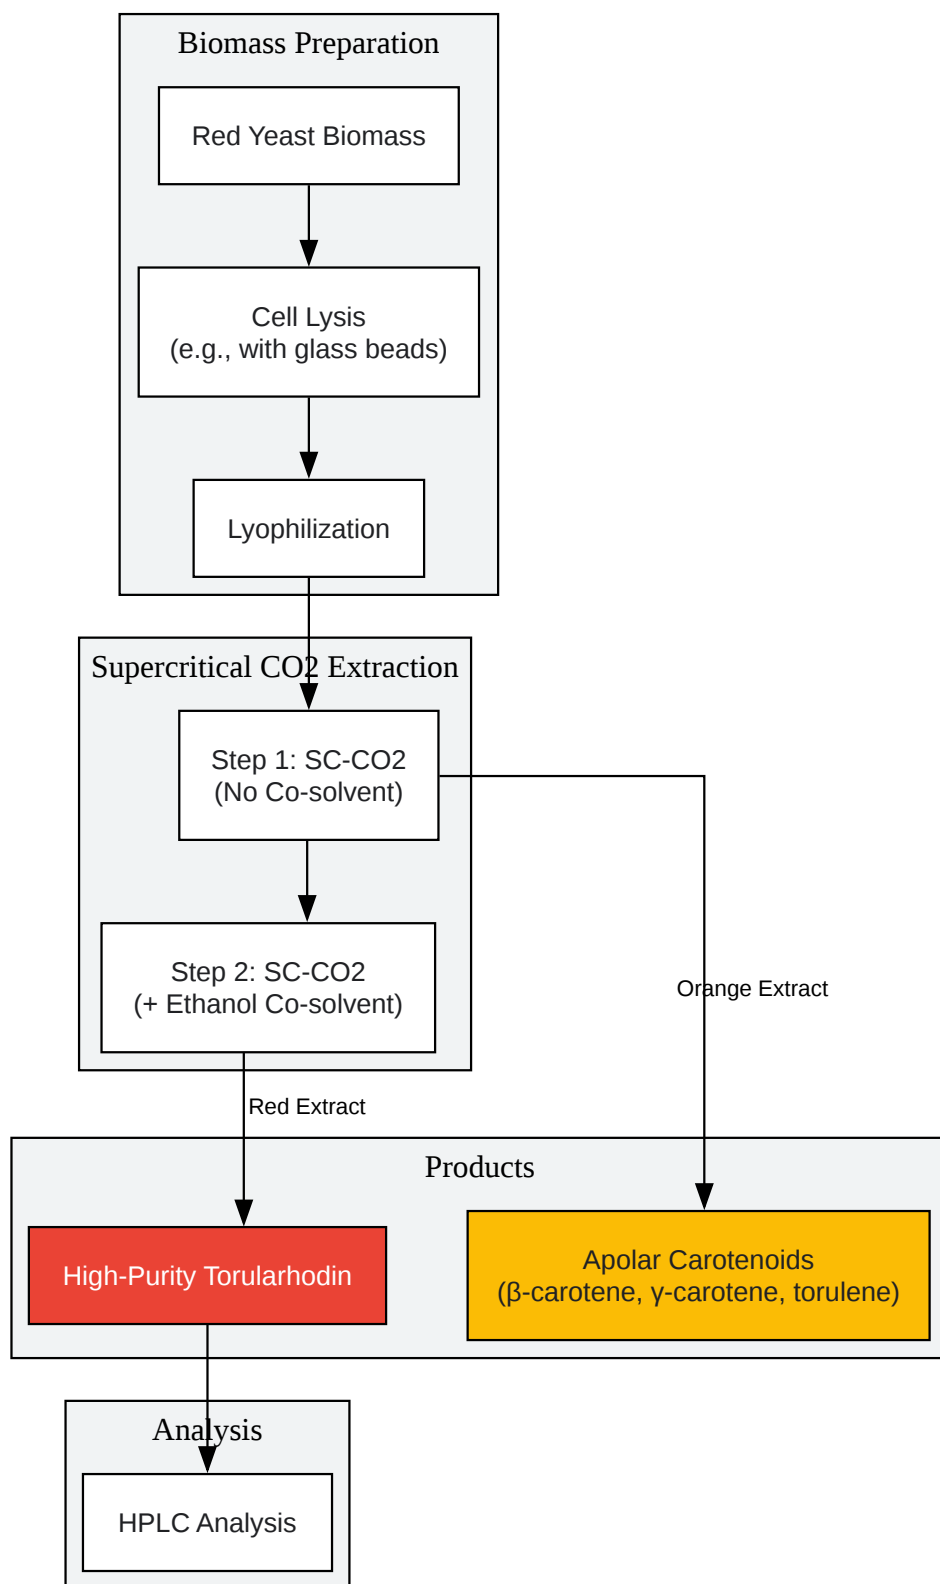 Biomass Preparation
Red Yeast Biomass
Cell Lysis
(e.g., with glass beads)
Lyophilization
Supercritical CO2 Extraction
Step 1: SC-CO2
(No Co-solvent)
Step 2: SC-CO2
(+ Ethanol Co-solvent)
Orange Extract
Red Extract
Products
High-Purity Torularhodin
Apolar Carotenoids
(β-carotene, γ-carotene, torulene)
Analysis
HPLC Analysis